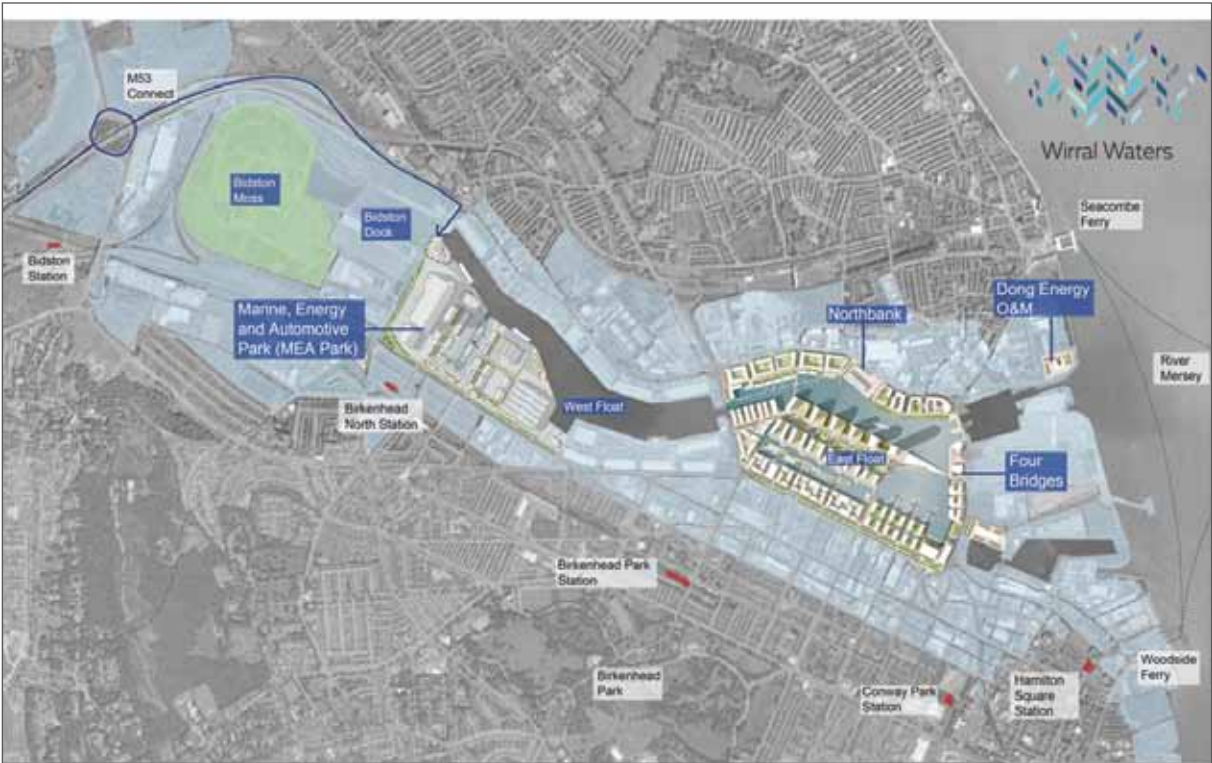 M53
Connect
Wirral Waters
Bidston
Moss
Seacombe
Ferry
Bidston
Dock
Bidston
Station
Marine, Energy
and Automotive
Park (MEA Park)
Northbank
Dong Energy
O&M
River
Mersey
Birkenhead
North Station
West Float
East Float
Four
Bridges
Birkenhead Park
Station
Birkenhead
Park
Conway Park
Station
Hamilton
Square
Station
Woodside
Ferry